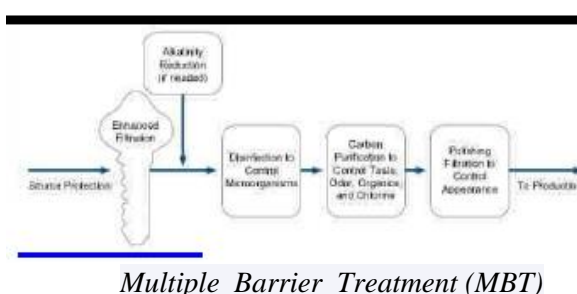 Alkalinity
Reduction
(if needed)
Enhanced
Filtration
Source Protection
Disinfection to
Control
Microorganisms
Carbon
Purification to
Control Taste,
Odor, Organics,
and Chlorine
Polishing
Filtration to
Control
Appearance
To Production
Multiple Barrier Treatment (MBT)